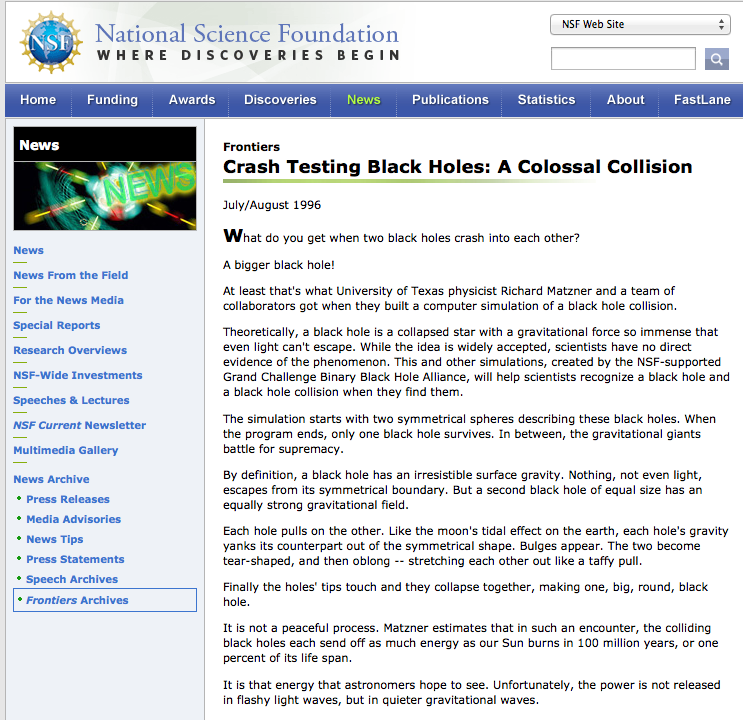 National Science Foundation
WHERE DISCOVERIES BEGIN
NSF
NSF Web Site
Home Funding Awards Discoveries News Publications Statistics About FastLane
News
NEWS
News
News From the Field
For the News Media
Special Reports
Research Overviews
NSF-Wide Investments
Speeches & Lectures
NSF Current Newsletter
Multimedia Gallery
News Archive
Press Releases
Media Advisories
News Tips
Press Statements
Speech Archives
Frontiers Archives
Frontiers
Crash Testing Black Holes: A Colossal Collision
July/August 1996
What do you get when two black holes crash into each other?
A bigger black hole!
At least that's what University of Texas physicist Richard Matzner and a team of
collaborators got when they built a computer simulation of a black hole collision.
Theoretically, a black hole is a collapsed star with a gravitational force so immense that
even light can't escape. While the idea is widely accepted, scientists have no direct
evidence of the phenomenon. This and other simulations, created by the NSF-supported
Grand Challenge Binary Black Hole Alliance, will help scientists recognize a black hole and
a black hole collision when they find them.
The simulation starts with two symmetrical spheres describing these black holes. When
the program ends, only one black hole survives. In between, the gravitational giants
battle for supremacy.
By definition, a black hole has an irresistible surface gravity. Nothing, not even light,
escapes from its symmetrical boundary. But a second black hole of equal size has an
equally strong gravitational field.
Each hole pulls on the other. Like the moon's tidal effect on the earth, each hole's gravity
yanks its counterpart out of the symmetrical shape. Bulges appear. The two become
tear-shaped, and then oblong -- stretching each other out like a taffy pull.
Finally the holes' tips touch and they collapse together, making one, big, round, black
hole.
It is not a peaceful process. Matzner estimates that in such an encounter, the colliding
black holes each send off as much energy as our Sun burns in 100 million years, or one
percent of its life span.
It is that energy that astronomers hope to see. Unfortunately, the power is not released
in flashy light waves, but in quieter gravitational waves.